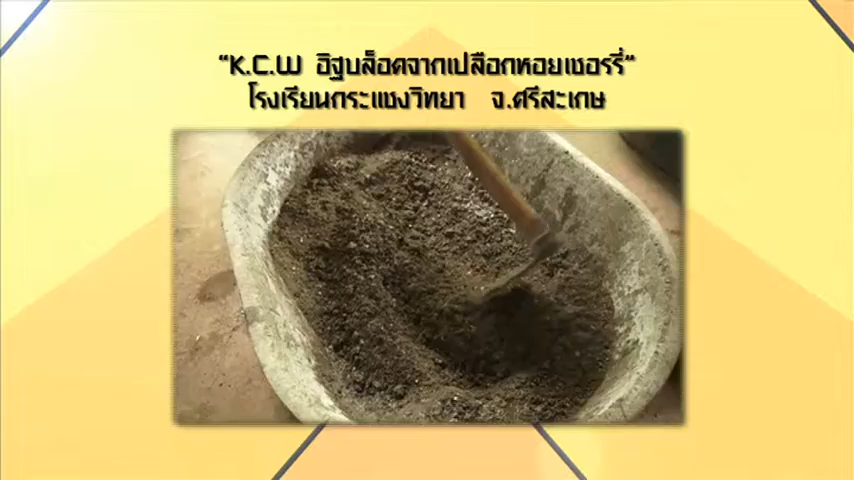 "K.C.W อิฐบล็อคจากเปลือกหอยเชอร์รี่"
โรงเรียนกระแชงวิทยา จ.ศรีสะเกษ